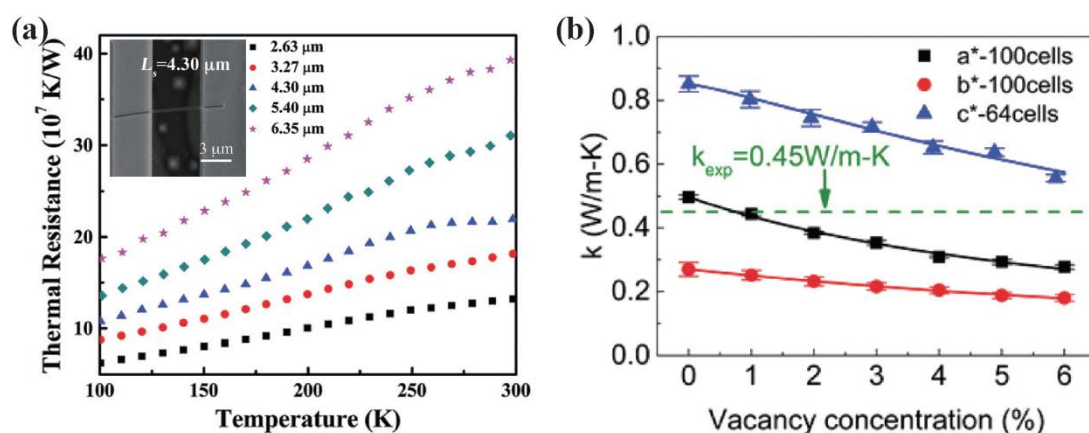 (a)
Thermal Resistance (10⁷ K/W)
40
30
20
10
Lₛ=4.30 μm
3 μm
2.63 μm
3.27 μm
4.30 μm
5.40 μm
6.35 μm
100
150
200
250
300
Temperature (K)
(b)
k (W/m-K)
1.0
0.8
0.6
0.4
0.2
0.0
a*-100cells
b*-100cells
c*-64cells
k_exp=0.45W/m-K
0
1
2
3
4
5
6
Vacancy concentration (%)